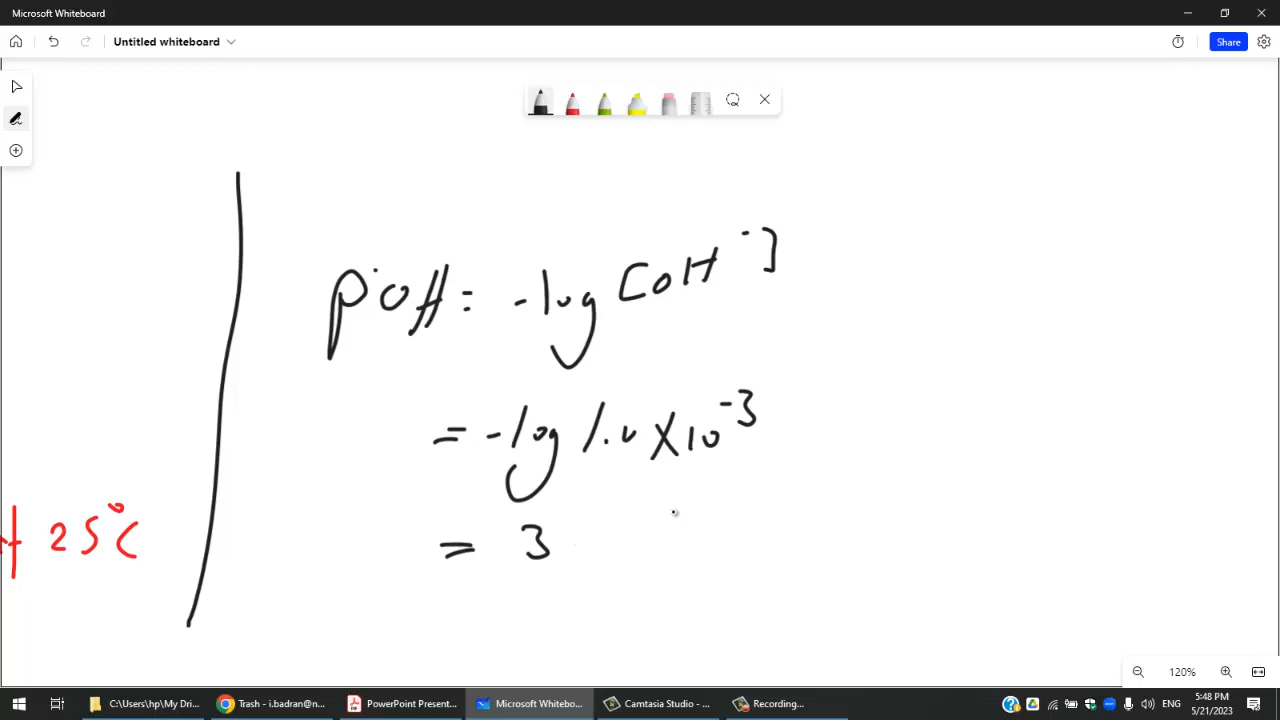 Microsoft Whiteboard
Untitled whiteboard
Share
pOH = -log [OH⁻]
= -log 1.0 X 10⁻³
= 3
25°C
120%
C:\Users\hp\My Dri...
Trash - i.badran@n...
PowerPoint Present...
Microsoft Whiteboa...
Camtasia Studio - ...
Recording...
ENG
5:48 PM
5/21/2023